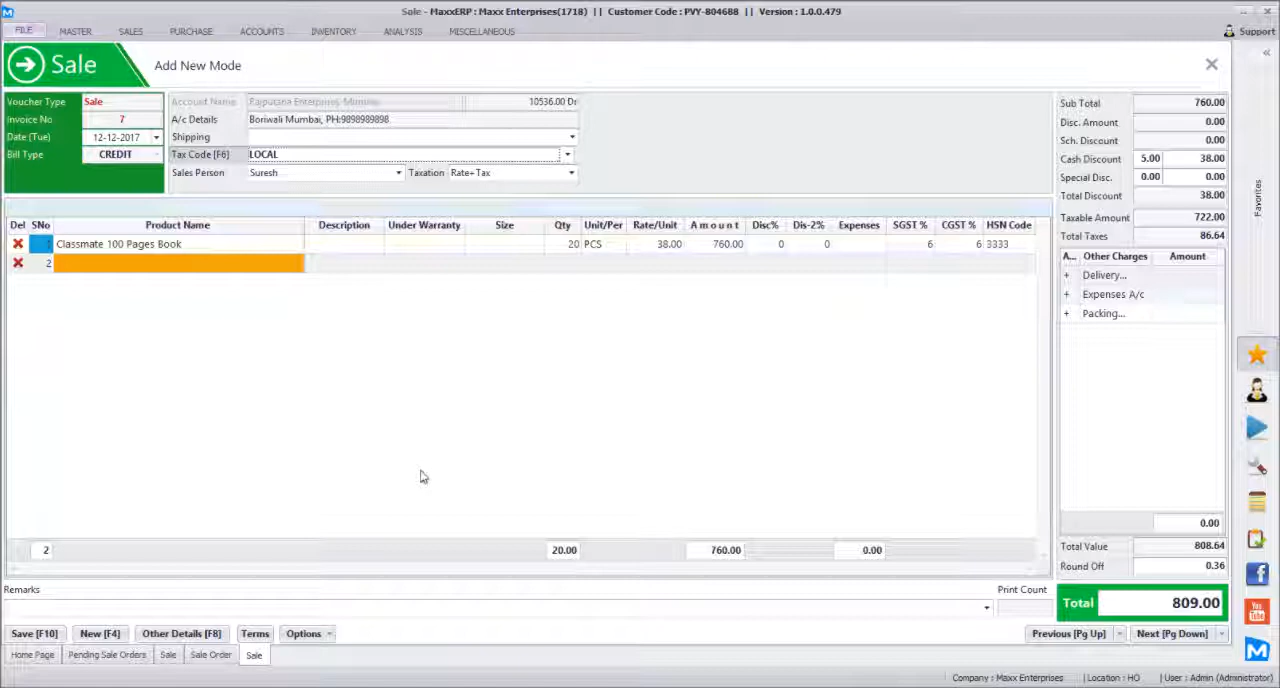 Sale - MaxxERP : Maxx Enterprises(1718) || Customer Code : PVY-804688 || Version : 1.0.0.479
FILE MASTER SALES PURCHASE ACCOUNTS INVENTORY ANALYSIS MISCELLANEOUS Support
Sale Add New Mode
Voucher Type Sale Account Name Rajputana Enterprises, Mumbai 10536.00 Dr Sub Total 760.00
Invoice No 7 A/c Details Boriwali Mumbai, PH:9898989898 Disc. Amount 0.00
Date (Tue) 12-12-2017 Shipping Sch. Discount 0.00
Bill Type CREDIT Tax Code [F6] LOCAL Cash Discount 5.00 38.00
Sales Person Suresh Taxation Rate+Tax Special Disc. 0.00 0.00
Total Discount 38.00
Taxable Amount 722.00
Total Taxes 86.64
Favorites
Del SNo Product Name Description Under Warranty Size Qty Unit/Per Rate/Unit A m o u n t Disc% Dis-2% Expenses SGST % CGST % HSN Code
1 Classmate 100 Pages Book 20 PCS 38.00 760.00 0 0 6 6 3333
2
A... Other Charges Amount
+ Delivery...
+ Expenses A/c
+ Packing...
0.00
2 20.00 760.00 0.00
Total Value 808.64
Round Off 0.36
Remarks Print Count
Total 809.00
Save [F10] New [F4] Other Details [F8] Terms Options Previous [Pg Up] Next [Pg Down]
Home Page Pending Sale Orders Sale Sale Order Sale
Company : Maxx Enterprises | Location : HO | User : Admin (Administrator)
You
Tube